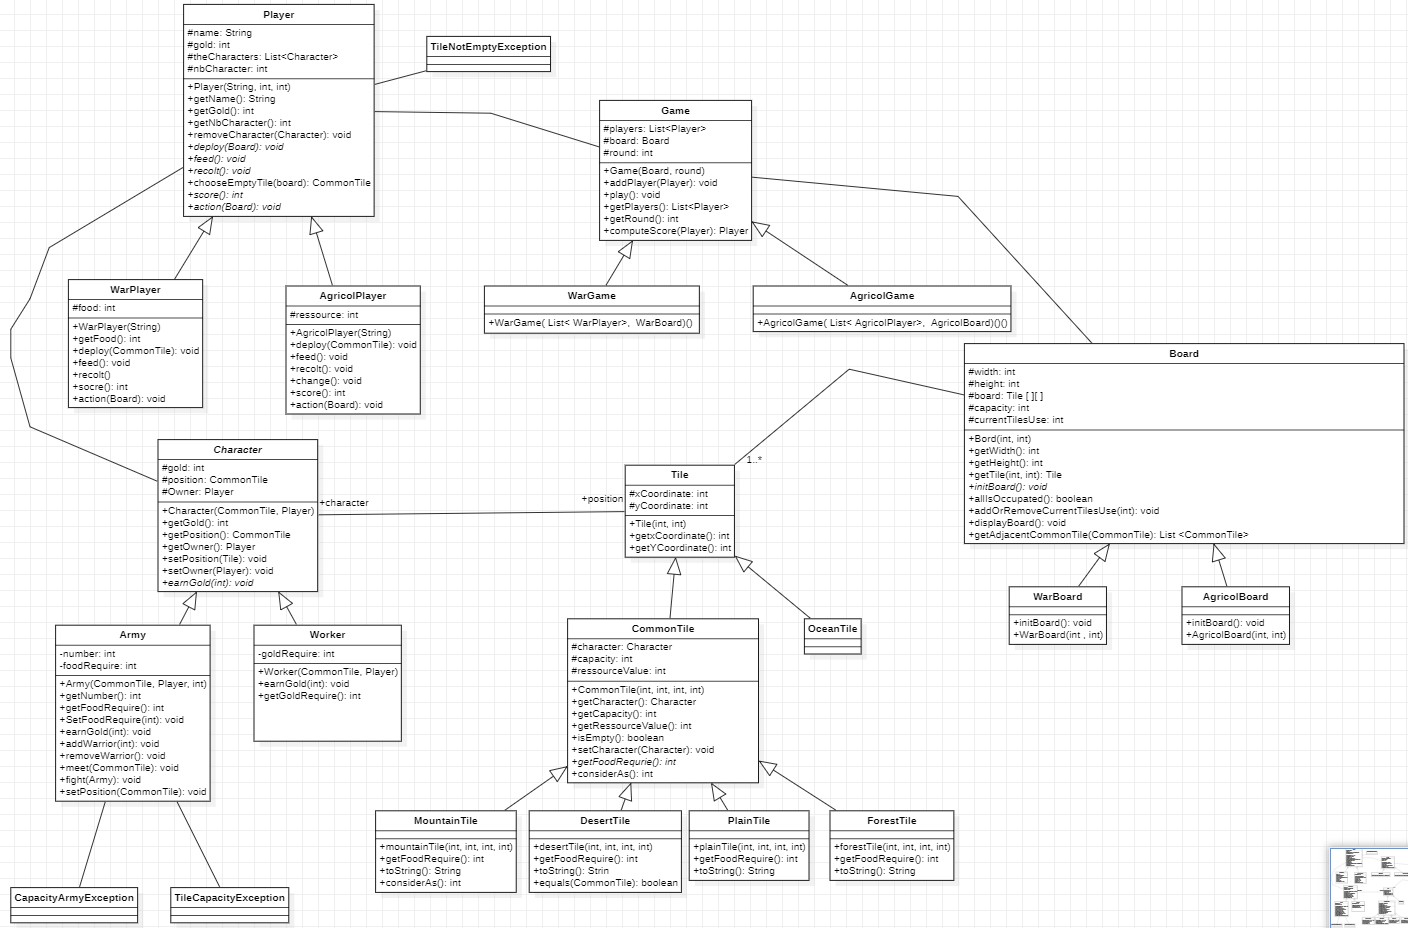 Player
#name: String
#gold: int
#theCharacters: List<Character>
#nbCharacter: int
+Player(String, int, int)
+getName(): String
+getGold(): int
+getNbCharacter(): int
+removeCharacter(Character): void
+deploy(Board): void
+feed(): void
+recolt(): void
+chooseEmptyTile(board): CommonTile
+score(): int
+action(Board): void
TileNotEmptyException
Game
#players: List<Player>
#board: Board
#round: int
+Game(Board, round)
+addPlayer(Player): void
+play(): void
+getPlayers(): List<Player>
+getRound(): int
+computeScore(Player): Player
WarPlayer
#food: int
+WarPlayer(String)
+getFood(): int
+deploy(CommonTile): void
+feed(): void
+recolt()
+socre(): int
+action(Board): void
AgricolPlayer
#ressource: int
+AgricolPlayer(String)
+deploy(CommonTile): void
+feed(): void
+recolt(): void
+change(): void
+score(): int
+action(Board): void
WarGame
+WarGame( List< WarPlayer>,  WarBoard)()
AgricolGame
+AgricolGame( List< AgricolPlayer>,  AgricolBoard)()()
Board
#width: int
#height: int
#board: Tile [ ][ ]
#capacity: int
#currentTilesUse: int
+Bord(int, int)
+getWidth(): int
+getHeight(): int
+getTile(int, int): Tile
+initBoard(): void
+allIsOccupated(): boolean
+addOrRemoveCurrentTilesUse(int): void
+displayBoard(): void
+getAdjacentCommonTile(CommonTile): List <CommonTile>
Character
#gold: int
#position: CommonTile
#Owner: Player
+Character(CommonTile, Player)
+getGold(): int
+getPosition(): CommonTile
+getOwner(): Player
+setPosition(Tile): void
+setOwner(Player): void
+earnGold(int): void
+character
+position
1..*
Tile
#xCoordinate: int
#yCoordinate: int
+Tile(int, int)
+getxCoordinate(): int
+getYCoordinate(): int
WarBoard
+initBoard(): void
+WarBoard(int , int)
AgricolBoard
+initBoard(): void
+AgricolBoard(int, int)
Army
-number: int
-foodRequire: int
+Army(CommonTile, Player, int)
+getNumber(): int
+getFoodRequire(): int
+SetFoodRequire(int): void
+earnGold(int): void
+addWarrior(int): void
+removeWarrior(): void
+meet(CommonTile): void
+fight(Army): void
+setPosition(CommonTile): void
Worker
-goldRequire: int
+Worker(CommonTile, Player)
+earnGold(int): void
+getGoldRequire(): int
CommonTile
#character: Character
#capacity: int
#ressourceValue: int
+CommonTile(int, int, int, int)
+getCharacter(): Character
+getCapacity(): int
+getRessourceValue(): int
+isEmpty(): boolean
+setCharacter(Character): void
+getFoodRequrie(): int
+considerAs(): int
OceanTile
MountainTile
+mountainTile(int, int, int, int)
+getFoodRequire(): int
+toString(): String
+considerAs(): int
DesertTile
+desertTile(int, int, int, int)
+getFoodRequire(): int
+toString(): Strin
+equals(CommonTile): boolean
PlainTile
+plainTile(int, int, int, int)
+getFoodRequire(): int
+toString(): String
ForestTile
+forestTile(int, int, int, int)
+getFoodRequire(): int
+toString(): String
CapacityArmyException
TileCapacityException